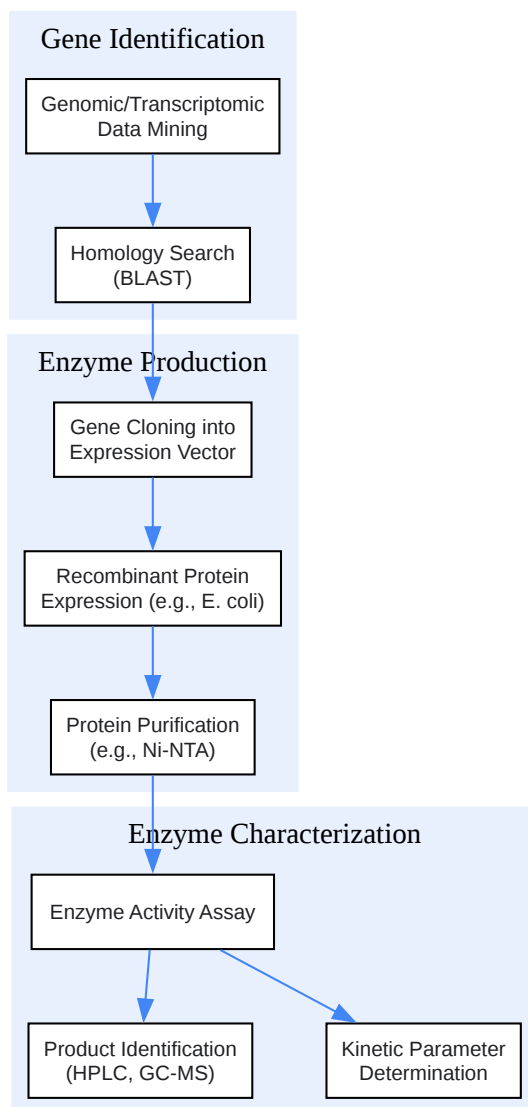 Gene Identification
Genomic/Transcriptomic
Data Mining
Homology Search
(BLAST)
Enzyme Production
Gene Cloning into
Expression Vector
Recombinant Protein
Expression (e.g., E. coli)
Protein Purification
(e.g., Ni-NTA)
Enzyme Characterization
Enzyme Activity Assay
Product Identification
(HPLC, GC-MS)
Kinetic Parameter
Determination